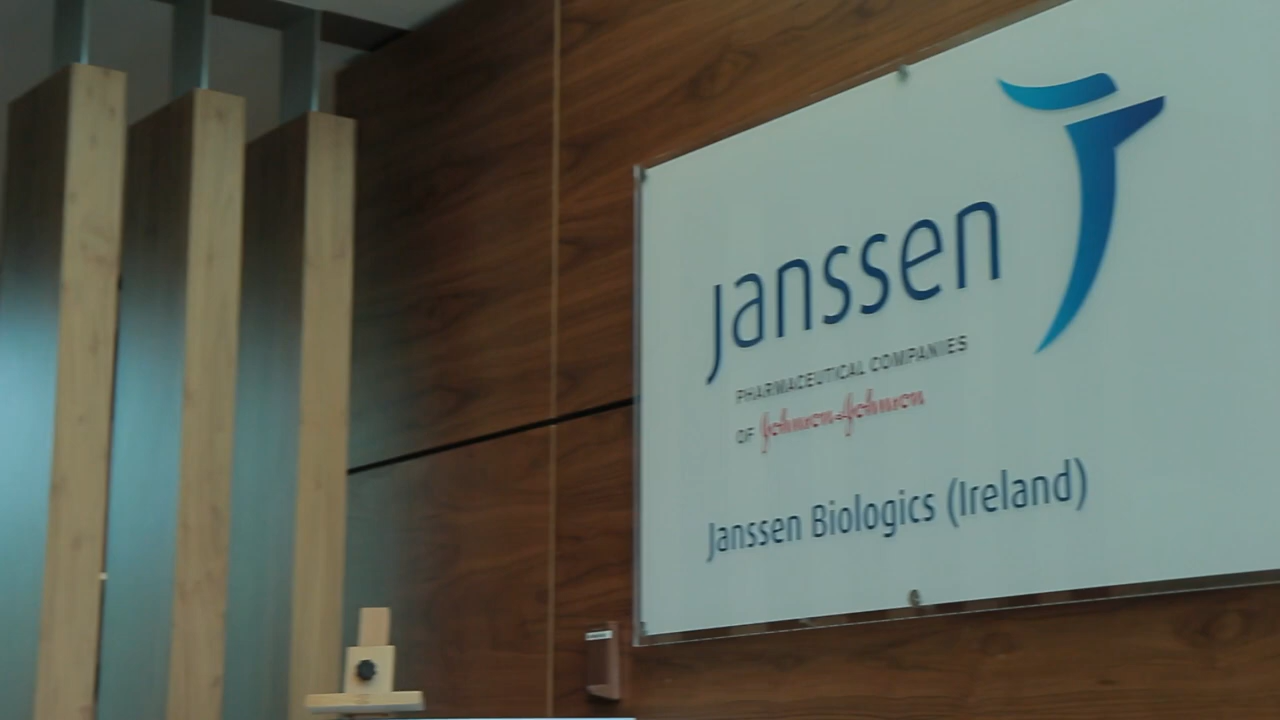 Janssen
PHARMACEUTICAL COMPANIES
OF Johnson & Johnson
Janssen Biologics (Ireland)